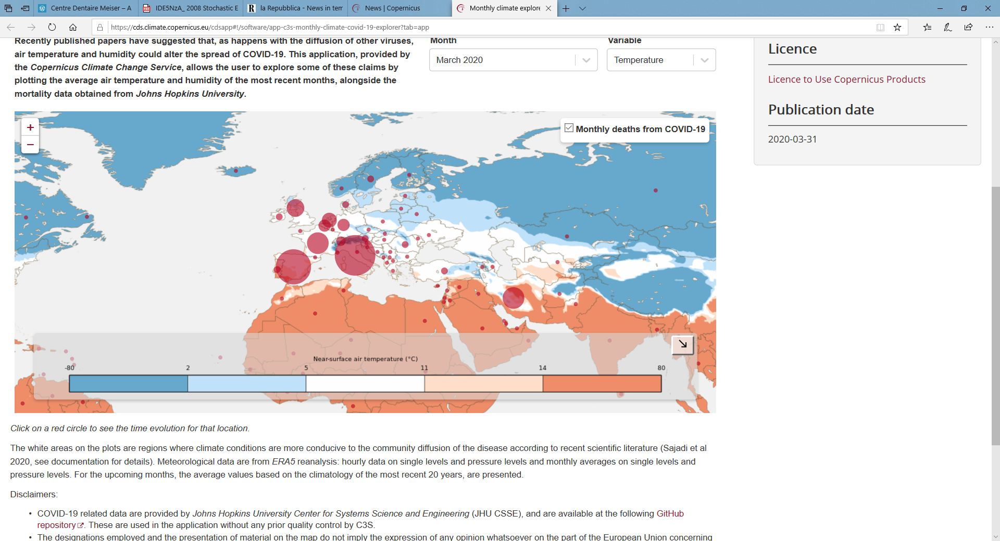 Centre Dentaire Meiser – A
IDE5NzA_ 2008 Stochastic E
la Repubblica - News in tem
News | Copernicus
Monthly climate explore
https://cds.climate.copernicus.eu/cdsapp#!/software/app-c3s-monthly-climate-covid-19-explorer?tab=app
Recently published papers have suggested that, as happens with the diffusion of other viruses,
air temperature and humidity could alter the spread of COVID-19. This application, provided by
the Copernicus Climate Change Service, allows the user to explore some of these claims by
plotting the average air temperature and humidity of the most recent months, alongside the
mortality data obtained from Johns Hopkins University.
Month
March 2020
Variable
Temperature
Licence
Licence to Use Copernicus Products
Publication date
2020-03-31
+
−
Monthly deaths from COVID-19
Near-surface air temperature (°C)
-80 2 5 11 14 80
Click on a red circle to see the time evolution for that location.
The white areas on the plots are regions where climate conditions are more conducive to the community diffusion of the disease according to recent scientific literature (Sajadi et al
2020, see documentation for details). Meteorological data are from ERA5 reanalysis: hourly data on single levels and pressure levels and monthly averages on single levels and
pressure levels. For the upcoming months, the average values based on the climatology of the most recent 20 years, are presented.
Disclaimers:
• COVID-19 related data are provided by Johns Hopkins University Center for Systems Science and Engineering (JHU CSSE), and are available at the following GitHub
repository. These are used in the application without any prior quality control by C3S.
• The designations employed and the presentation of material on the map do not imply the expression of any opinion whatsoever on the part of the European Union concerning